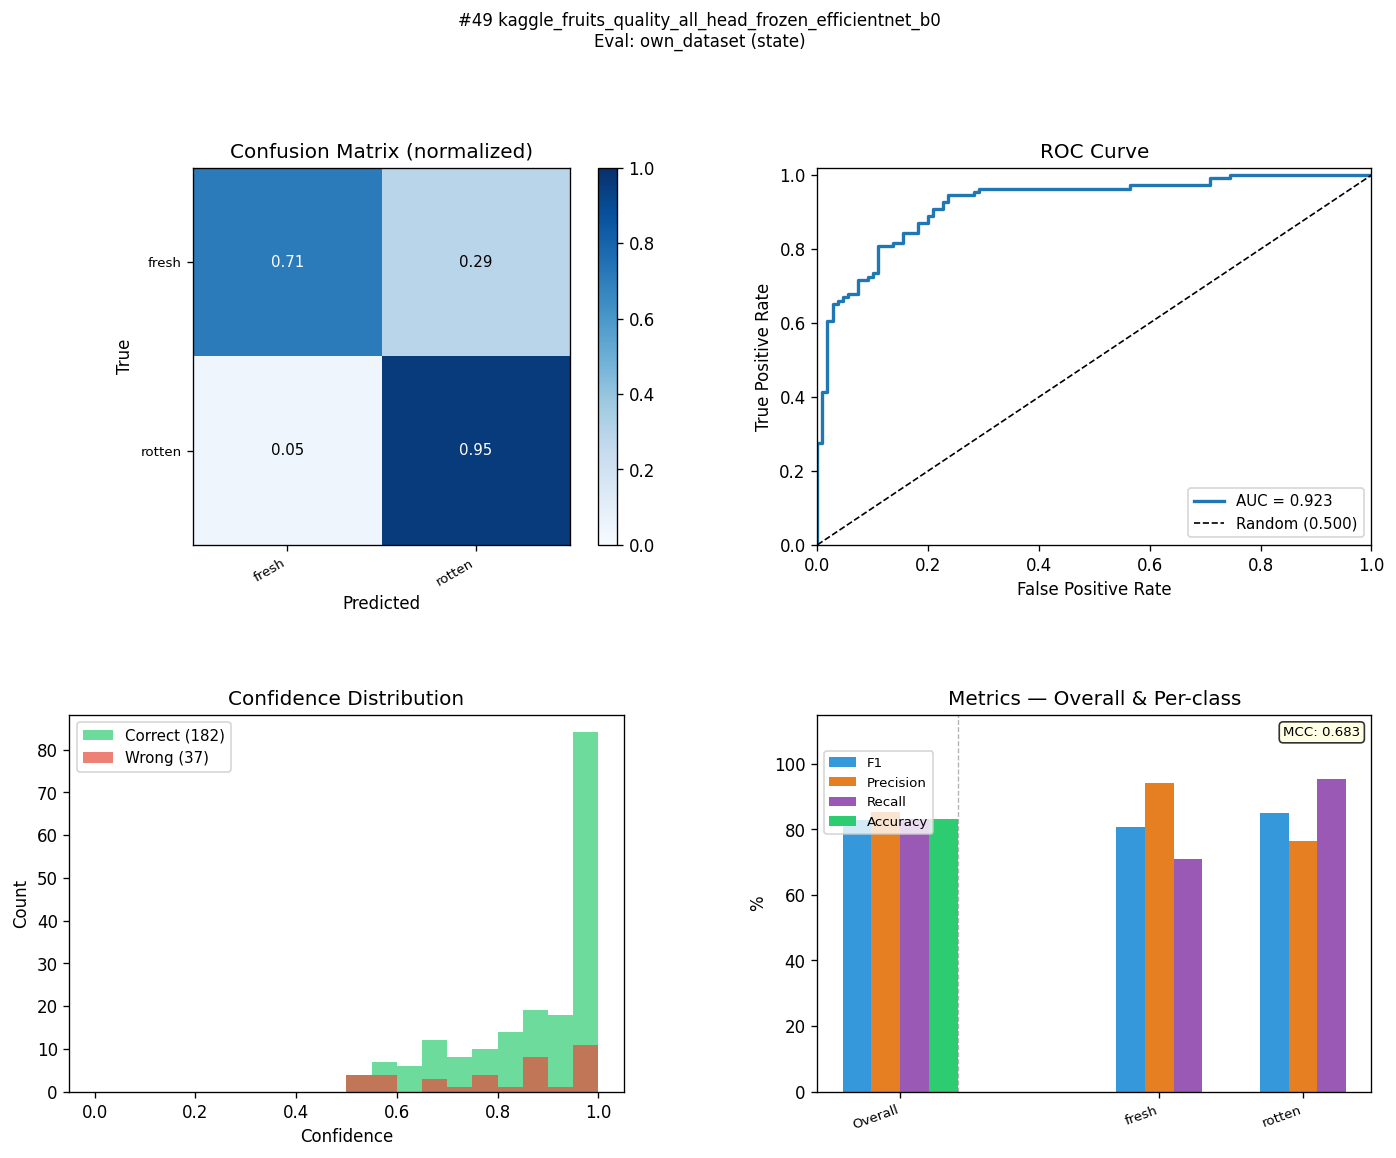 #49 kaggle_fruits_quality_all_head_frozen_efficientnet_b0
Eval: own_dataset (state)
Confusion Matrix (normalized)
True
fresh
rotten
0.71
0.29
0.05
0.95
fresh
rotten
Predicted
1.0
0.8
0.6
0.4
0.2
0.0
ROC Curve
True Positive Rate
1.0
0.8
0.6
0.4
0.2
0.0
AUC = 0.923
Random (0.500)
0.0 0.2 0.4 0.6 0.8 1.0
False Positive Rate
Confidence Distribution
Count
80
70
60
50
40
30
20
10
0
Correct (182)
Wrong (37)
0.0 0.2 0.4 0.6 0.8 1.0
Confidence
Metrics — Overall & Per-class
%
100
80
60
40
20
0
F1
Precision
Recall
Accuracy
MCC: 0.683
Overall
fresh
rotten